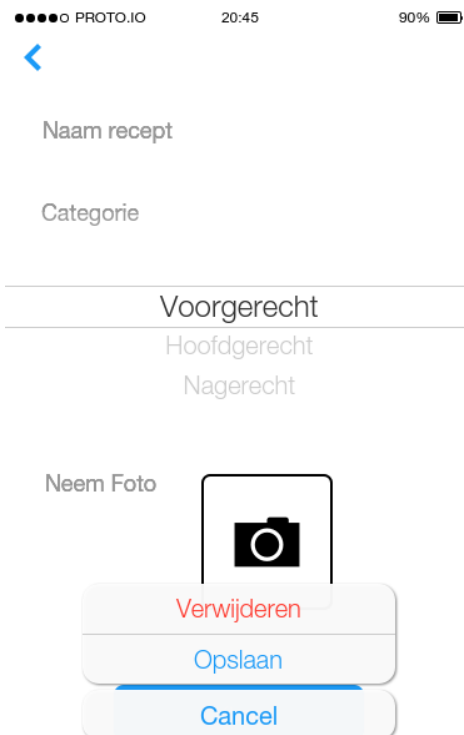 PROTO.IO 20:45 90%
Naam recept
Categorie
Voorgerecht
Hoofdgerecht
Nagerecht
Neem Foto
Verwijderen
Opslaan
Cancel